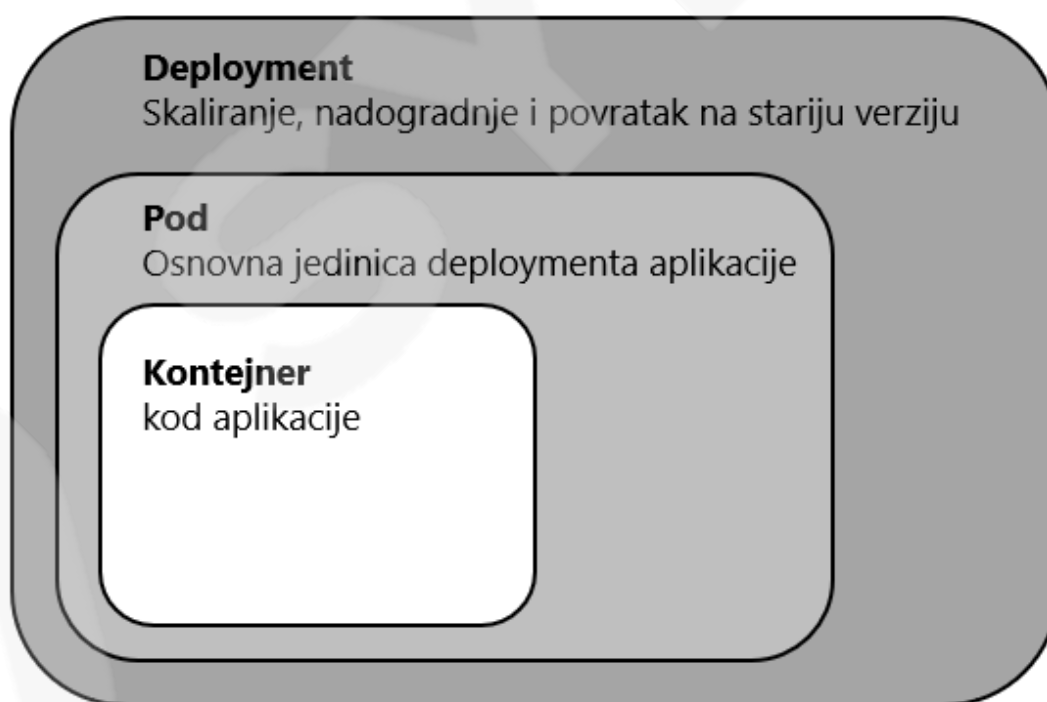 Deployment
Skaliranje, nadogradnje i povratak na stariju verziju
Pod
Osnovna jedinica deploymenta aplikacije
Kontejner
kod aplikacije